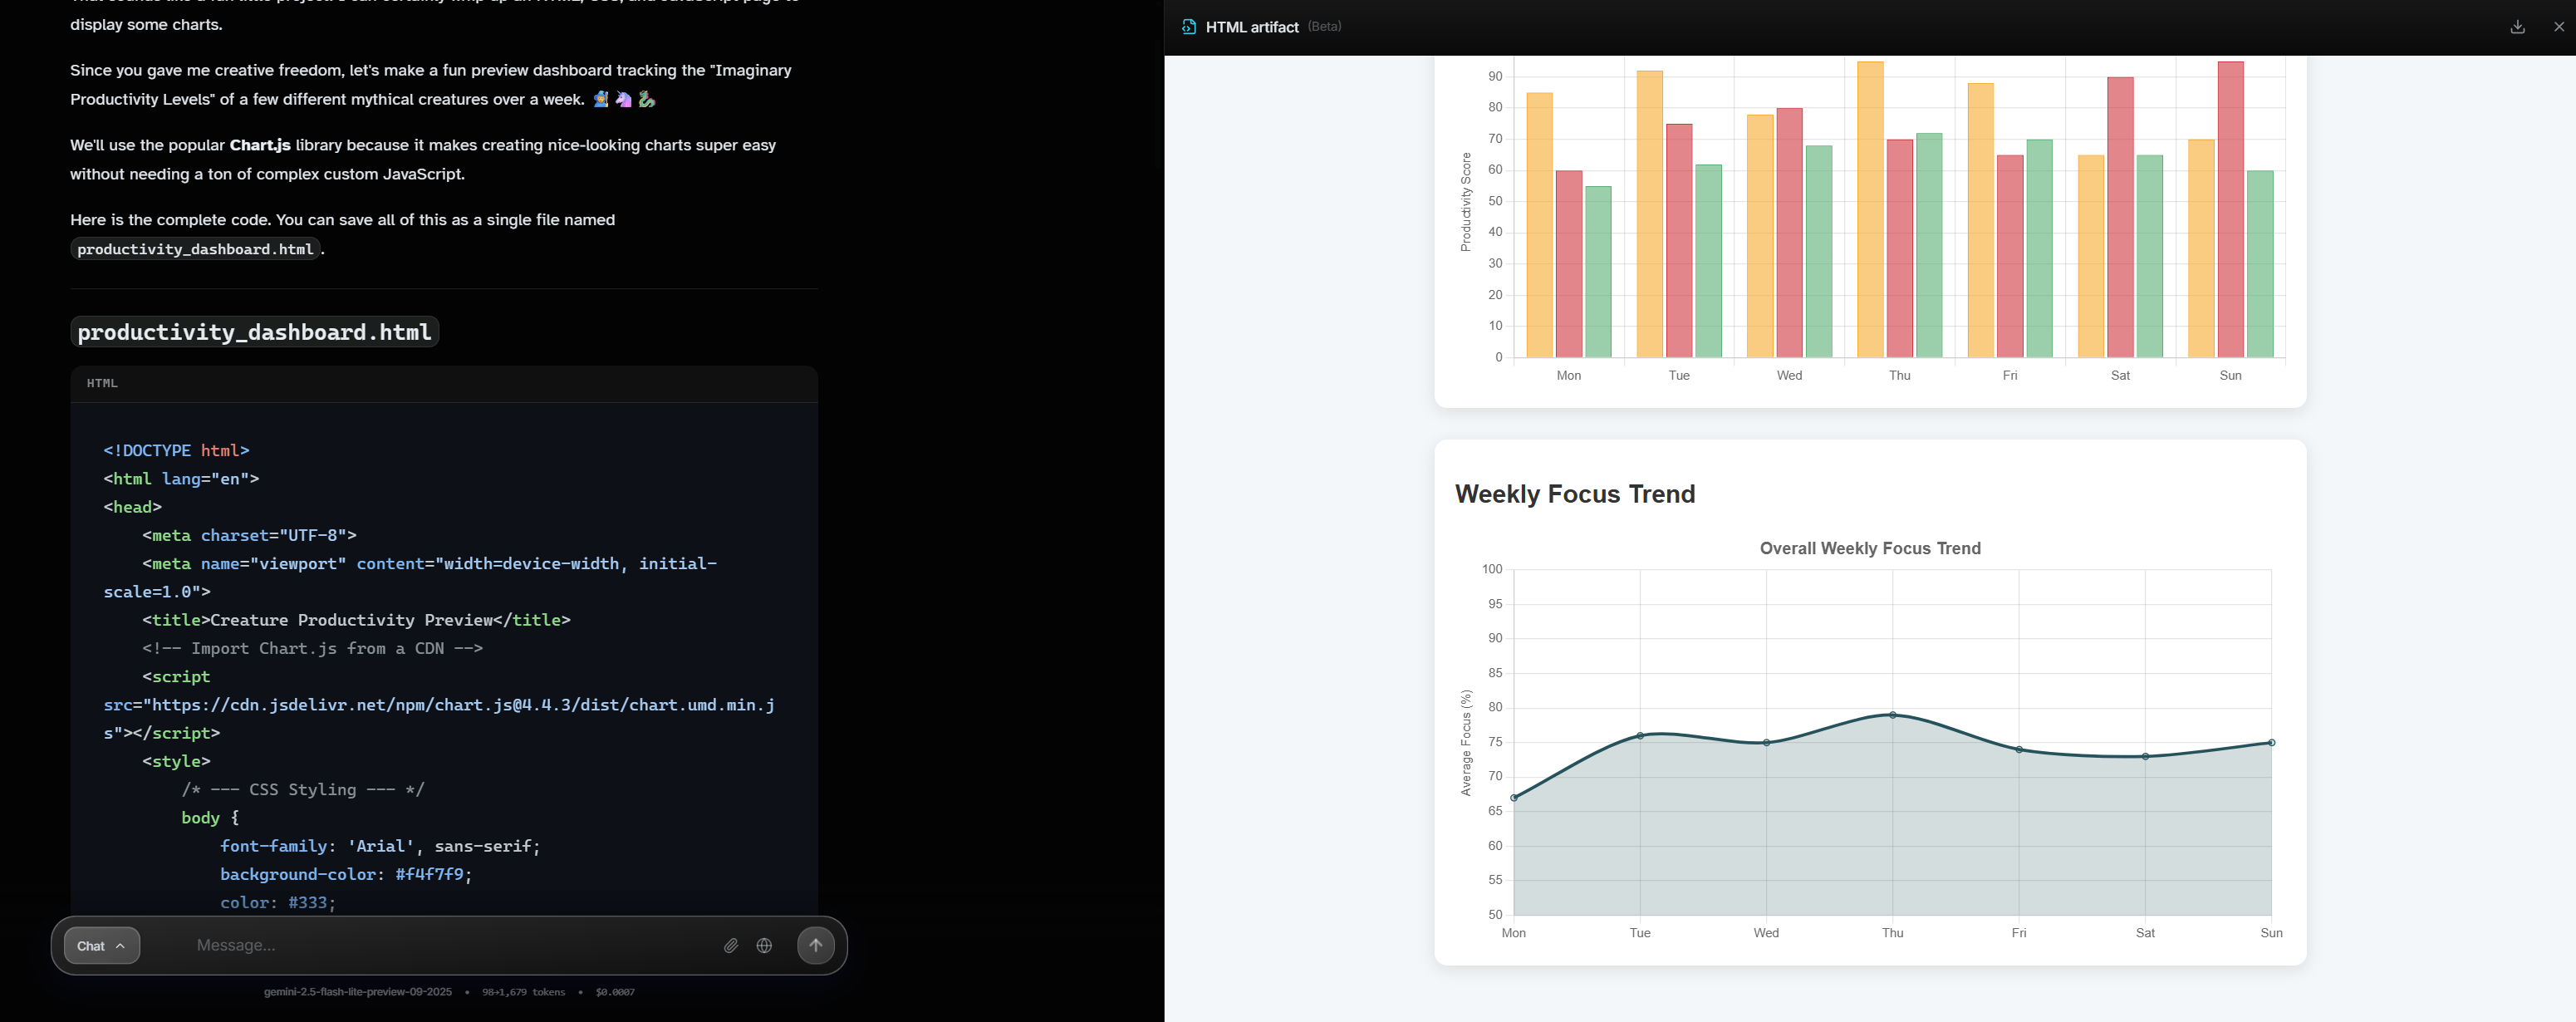 display some charts.
Since you gave me creative freedom, let's make a fun preview dashboard tracking the "Imaginary
Productivity Levels" of a few different mythical creatures over a week. 🧙‍♂️🦄🐉
We'll use the popular Chart.js library because it makes creating nice-looking charts super easy
without needing a ton of complex custom JavaScript.
Here is the complete code. You can save all of this as a single file named
productivity_dashboard.html.
productivity_dashboard.html
HTML
<!DOCTYPE html>
<html lang="en">
<head>
    <meta charset="UTF-8">
    <meta name="viewport" content="width=device-width, initial-
scale=1.0">
    <title>Creature Productivity Preview</title>
    <!-- Import Chart.js from a CDN -->
    <script
src="https://cdn.jsdelivr.net/npm/chart.js@4.4.3/dist/chart.umd.min.j
s"></script>
    <style>
        /* --- CSS Styling --- */
        body {
            font-family: 'Arial', sans-serif;
            background-color: #f4f7f9;
            color: #333;
Chat
Message...
gemini-2.5-flash-lite-preview-09-2025 • 98→1,679 tokens • $0.0007
HTML artifact (Beta)
Productivity Score
90
80
70
60
50
40
30
20
10
0
Mon Tue Wed Thu Fri Sat Sun
Weekly Focus Trend
Overall Weekly Focus Trend
Average Focus (%)
100
95
90
85
80
75
70
65
60
55
50
Mon Tue Wed Thu Fri Sat Sun